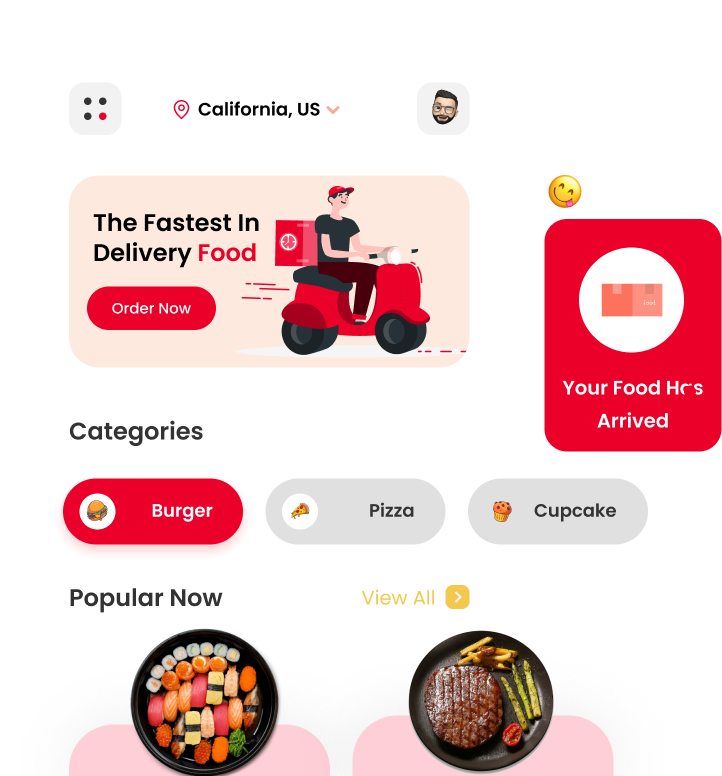 California, US
The Fastest In
Delivery Food
Order Now
Food
Your Food Has
Arrived
Categories
Burger
Pizza
Cupcake
Popular Now
View All